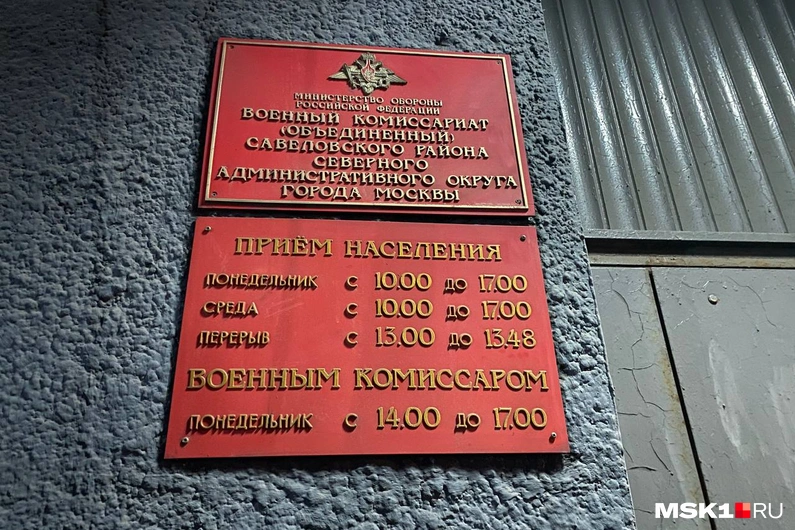 МИНИСТЕРСТВО ОБОРОНЫ
РОССИЙСКОЙ ФЕДЕРАЦИИ
ВОЕННЫЙ КОМИССАРИАТ
(ОБЪЕДИНЕННЫЙ)
САВЕЛОВСКОГО РАЙОНА
СЕВЕРНОГО
АДМИНИСТРАТИВНОГО ОКРУГА
ГОРОДА МОСКВЫ
ПРИЁМ НАСЕЛЕНИЯ
ПОНЕДЕЛЬНИК С 10.00 ДО 17.00
СРЕДА С 10.00 ДО 17.00
ПЕРЕРЫВ С 13.00 ДО 13.48
ВОЕННЫМ КОМИССАРОМ
ПОНЕДЕЛЬНИК С 14.00 ДО 17.00
MSK1.RU